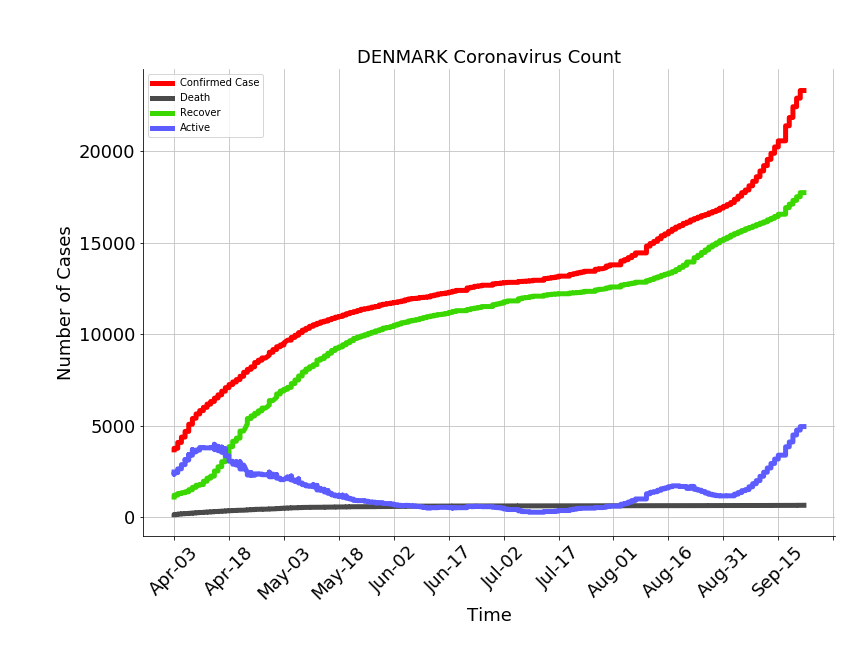 DENMARK Coronavirus Count
Confirmed Case
Death
Recover
Active
Number of Cases
20000
15000
10000
5000
0
Apr-03
Apr-18
May-03
May-18
Jun-02
Jun-17
Jul-02
Jul-17
Aug-01
Aug-16
Aug-31
Sep-15
Time